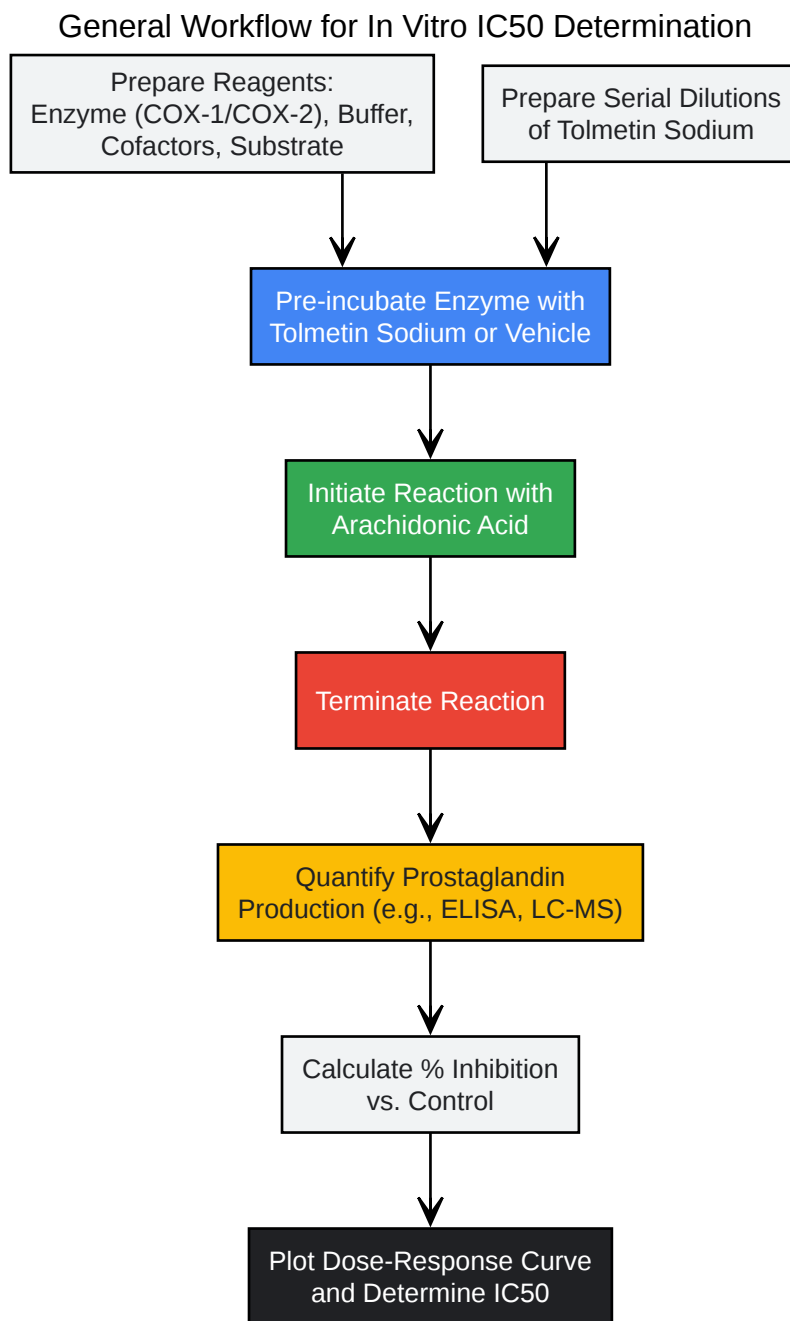 General Workflow for In Vitro IC50 Determination
Prepare Reagents:
Enzyme (COX-1/COX-2), Buffer,
Cofactors, Substrate
Prepare Serial Dilutions
of Tolmetin Sodium
Pre-incubate Enzyme with
Tolmetin Sodium or Vehicle
Initiate Reaction with
Arachidonic Acid
Terminate Reaction
Quantify Prostaglandin
Production (e.g., ELISA, LC-MS)
Calculate % Inhibition
vs. Control
Plot Dose-Response Curve
and Determine IC50